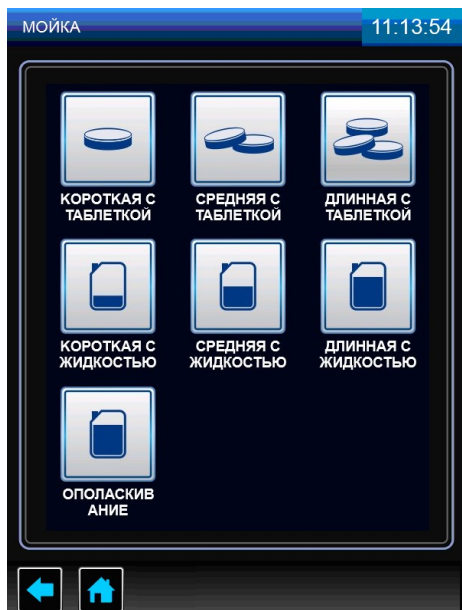 МОЙКА
11:13:54
КОРОТКАЯ С
ТАБЛЕТКОЙ
СРЕДНЯЯ С
ТАБЛЕТКОЙ
ДЛИННАЯ С
ТАБЛЕТКОЙ
КОРОТКАЯ С
ЖИДКОСТЬЮ
СРЕДНЯЯ С
ЖИДКОСТЬЮ
ДЛИННАЯ С
ЖИДКОСТЬЮ
ОПОЛАСКИВ
АНИЕ